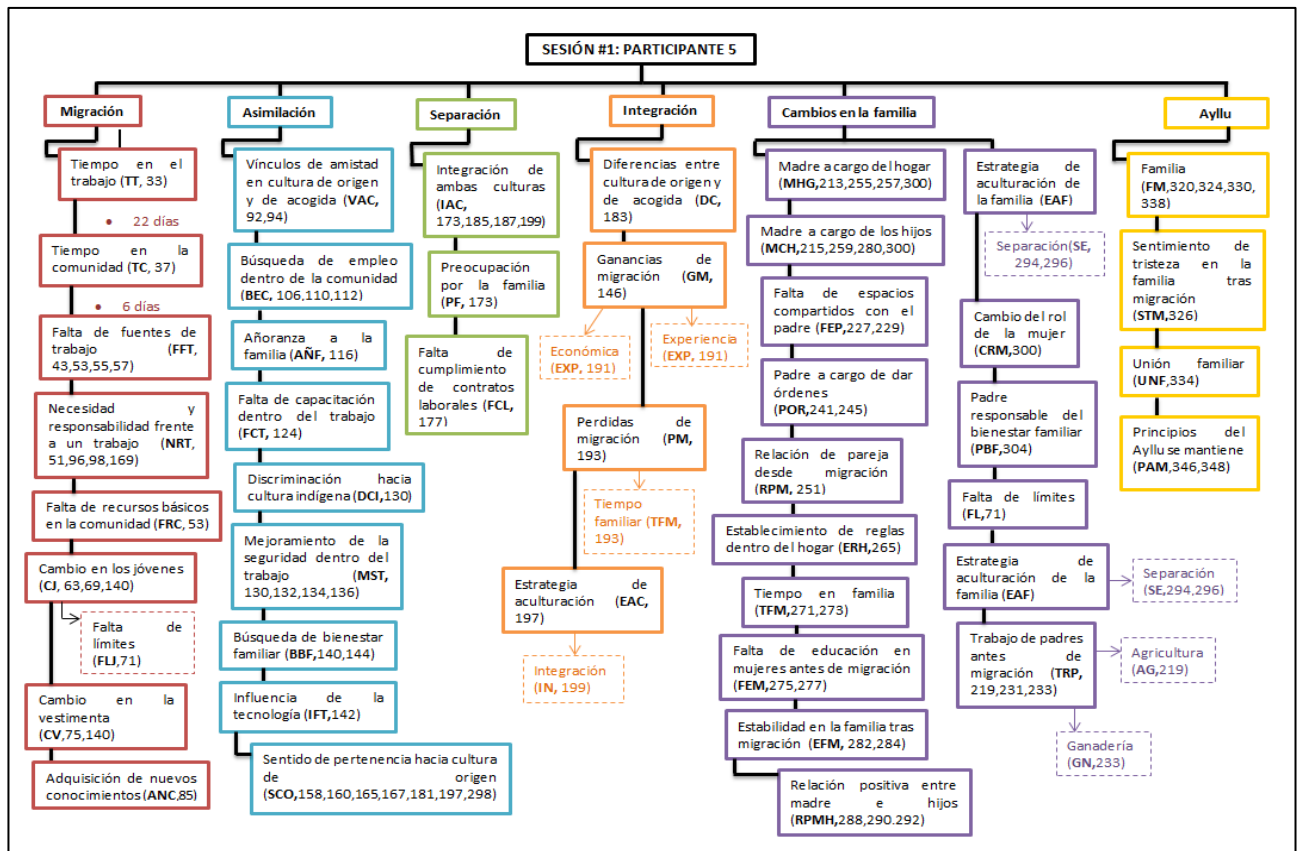 SESIÓN #1: PARTICIPANTE 5
Migración
Tiempo en el
trabajo (TT, 33)
• 22 días
Tiempo en la
comunidad (TC, 37)
• 6 días
Falta de fuentes de
trabajo (FFT,
43,53,55,57)
Necesidad y
responsabilidad frente
a un trabajo (NRT,
51,96,98,169)
Falta de recursos básicos
en la comunidad (FRC, 53)
Cambio en los jóvenes
(CJ, 63,69,140)
Falta de
límites
(FLJ,71)
Cambio en la
vestimenta
(CV,75,140)
Adquisición de nuevos
conocimientos (ANC,85)
Asimilación
Vínculos de amistad
en cultura de origen
y de acogida (VAC,
92,94)
Búsqueda de empleo
dentro de la comunidad
(BEC, 106,110,112)
Añoranza a la
familia (AÑF, 116)
Falta de capacitación
dentro del trabajo
(FCT, 124)
Discriminación hacia
cultura indígena (DCI,130)
Mejoramiento de la
seguridad dentro del
trabajo (MST,
130,132,134,136)
Búsqueda de bienestar
familiar (BBF,140,144)
Influencia de la
tecnología (IFT,142)
Sentido de pertenencia hacia cultura
de origen
(SCO,158,160,165,167,181,197,298)
Separación
Integración de
ambas culturas
(IAC,
173,185,187,199)
Preocupación
por la familia
(PF, 173)
Falta de
cumplimiento
de contratos
laborales (FCL,
177)
Integración
Diferencias entre
cultura de origen y
de acogida (DC,
183)
Ganancias de
migración (GM,
146)
Económica
(EXP, 191)
Experiencia
(EXP, 191)
Perdidas de
migración (PM,
193)
Tiempo
familiar (TFM,
193)
Estrategia de
aculturación (EAC,
197)
Integración
(IN, 199)
Cambios en la familia
Madre a cargo del hogar
(MHG,213,255,257,300)
Madre a cargo de los hijos
(MCH,215,259,280,300)
Falta de espacios
compartidos con el
padre (FEP,227,229)
Padre a cargo de dar
órdenes
(POR,241,245)
Relación de pareja
desde migración
(RPM, 251)
Establecimiento de reglas
dentro del hogar (ERH,265)
Tiempo en familia
(TFM,271,273)
Falta de educación en
mujeres antes de migración
(FEM,275,277)
Estabilidad en la familia tras
migración (EFM, 282,284)
Relación positiva entre
madre e hijos
(RPMH,288,290.292)
Estrategia de
aculturación de
la familia (EAF)
Separación(SE,
294,296)
Cambio del rol
de la mujer
(CRM,300)
Padre
responsable del
bienestar familiar
(PBF,304)
Falta de límites
(FL,71)
Estrategia de
aculturación de la
familia (EAF)
Separación
(SE,294,296)
Trabajo de padres
antes de
migración (TRP,
219,231,233)
Agricultura
(AG,219)
Ganadería
(GN,233)
Ayllu
Familia
(FM,320,324,330,
338)
Sentimiento de
tristeza en la
familia tras
migración
(STM,326)
Unión familiar
(UNF,334)
Principios del
Ayllu se mantiene
(PAM,346,348)